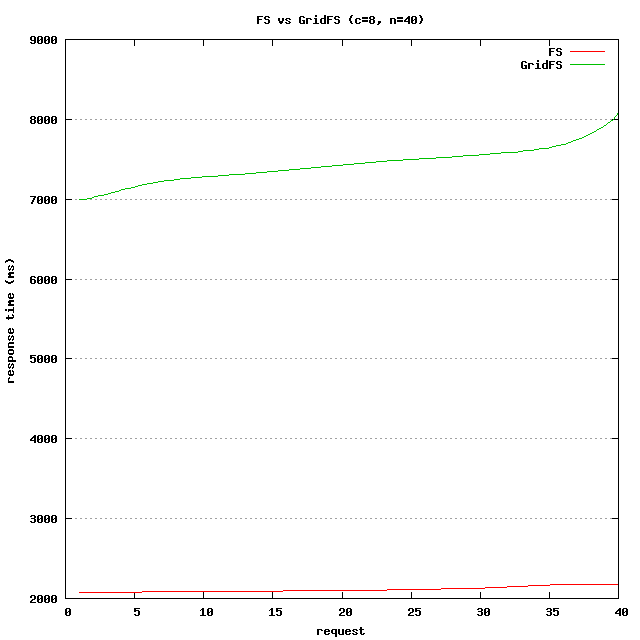 FS vs GridFS (c=8, n=40)
FS
GridFS
9000
8000
7000
6000
5000
4000
3000
2000
response time (ms)
0 5 10 15 20 25 30 35 40
request